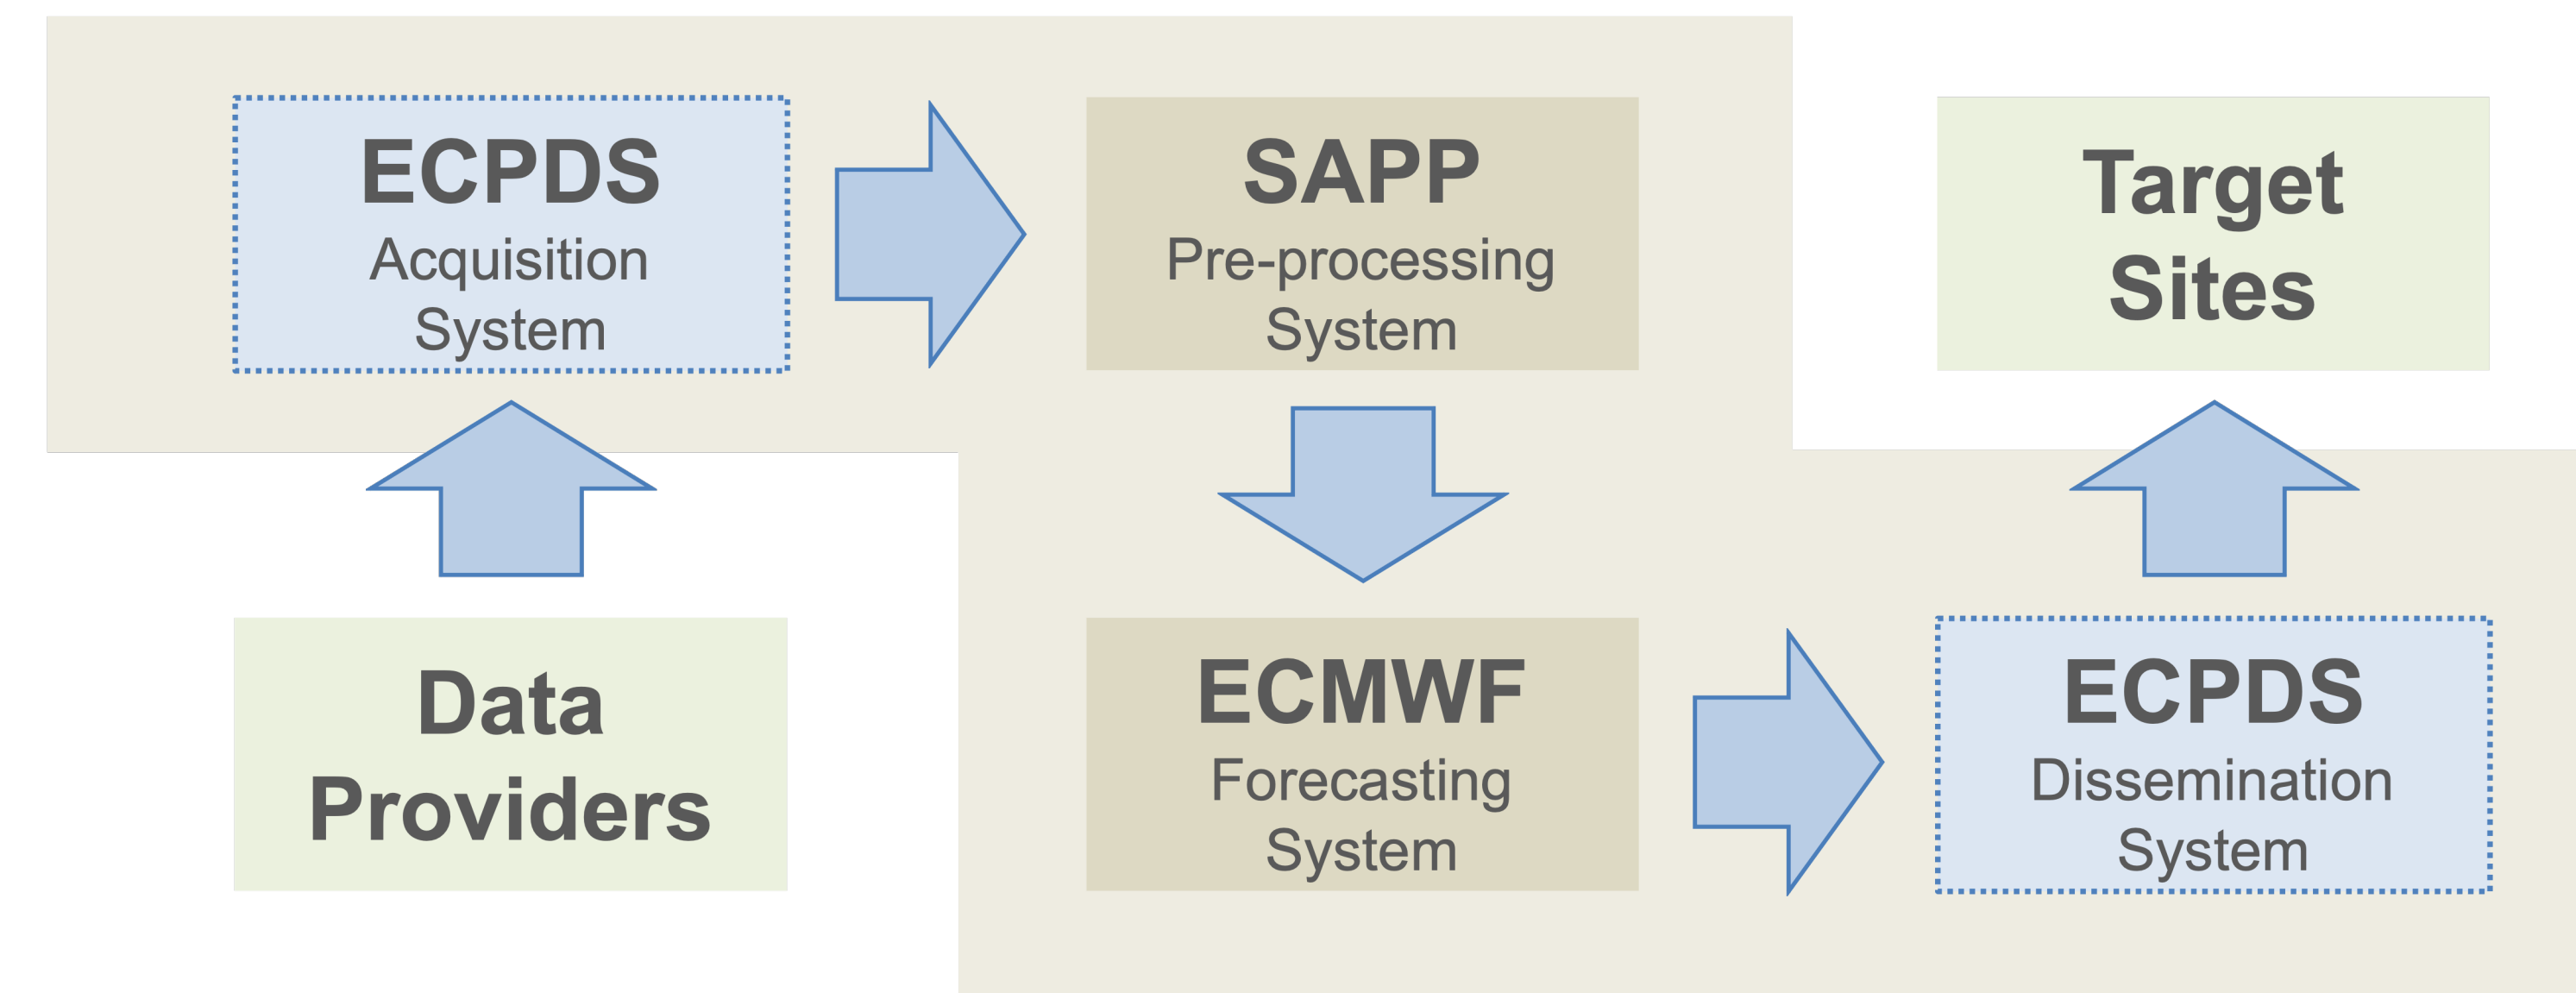 ECPDS
Acquisition
System
SAPP
Pre-processing
System
Target
Sites
Data
Providers
ECMWF
Forecasting
System
ECPDS
Dissemination
System